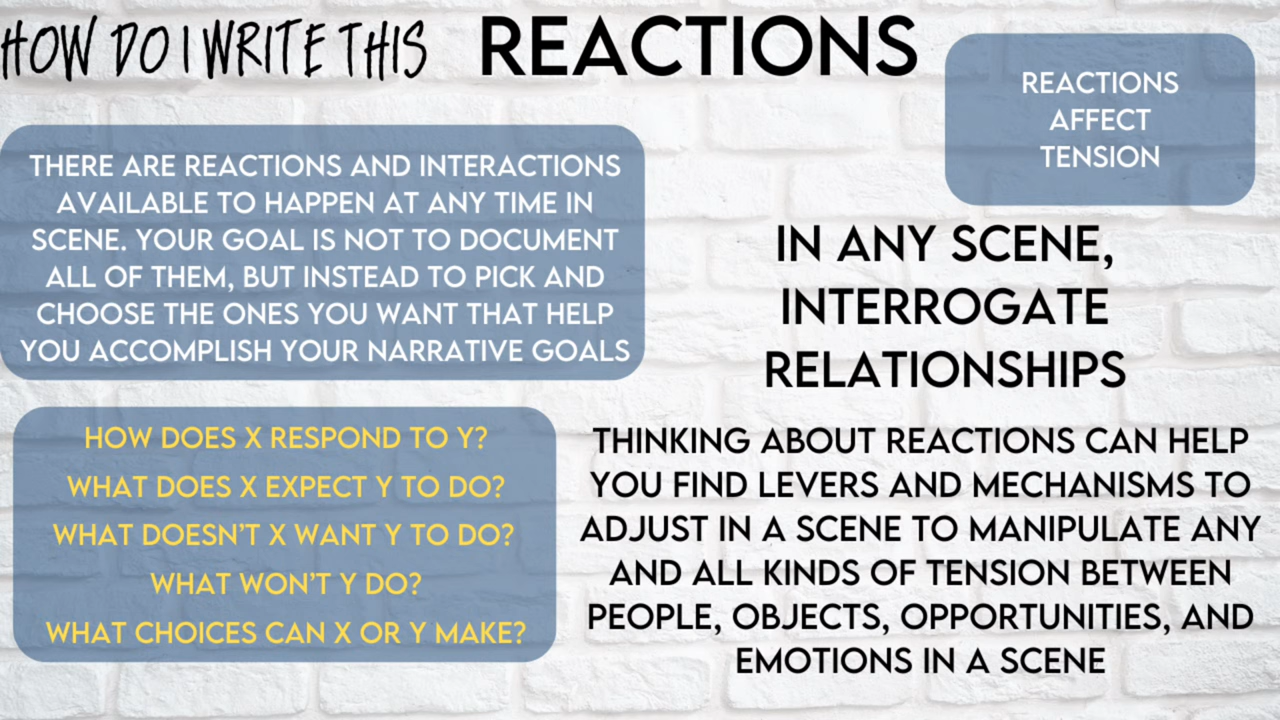 HOW DO I WRITE THIS REACTIONS
REACTIONS
AFFECT
TENSION
THERE ARE REACTIONS AND INTERACTIONS
AVAILABLE TO HAPPEN AT ANY TIME IN
SCENE. YOUR GOAL IS NOT TO DOCUMENT
ALL OF THEM, BUT INSTEAD TO PICK AND
CHOOSE THE ONES YOU WANT THAT HELP
YOU ACCOMPLISH YOUR NARRATIVE GOALS
IN ANY SCENE,
INTERROGATE
RELATIONSHIPS
HOW DOES X RESPOND TO Y?
WHAT DOES X EXPECT Y TO DO?
WHAT DOESN'T X WANT Y TO DO?
WHAT WON'T Y DO?
WHAT CHOICES CAN X OR Y MAKE?
THINKING ABOUT REACTIONS CAN HELP
YOU FIND LEVERS AND MECHANISMS TO
ADJUST IN A SCENE TO MANIPULATE ANY
AND ALL KINDS OF TENSION BETWEEN
PEOPLE, OBJECTS, OPPORTUNITIES, AND
EMOTIONS IN A SCENE